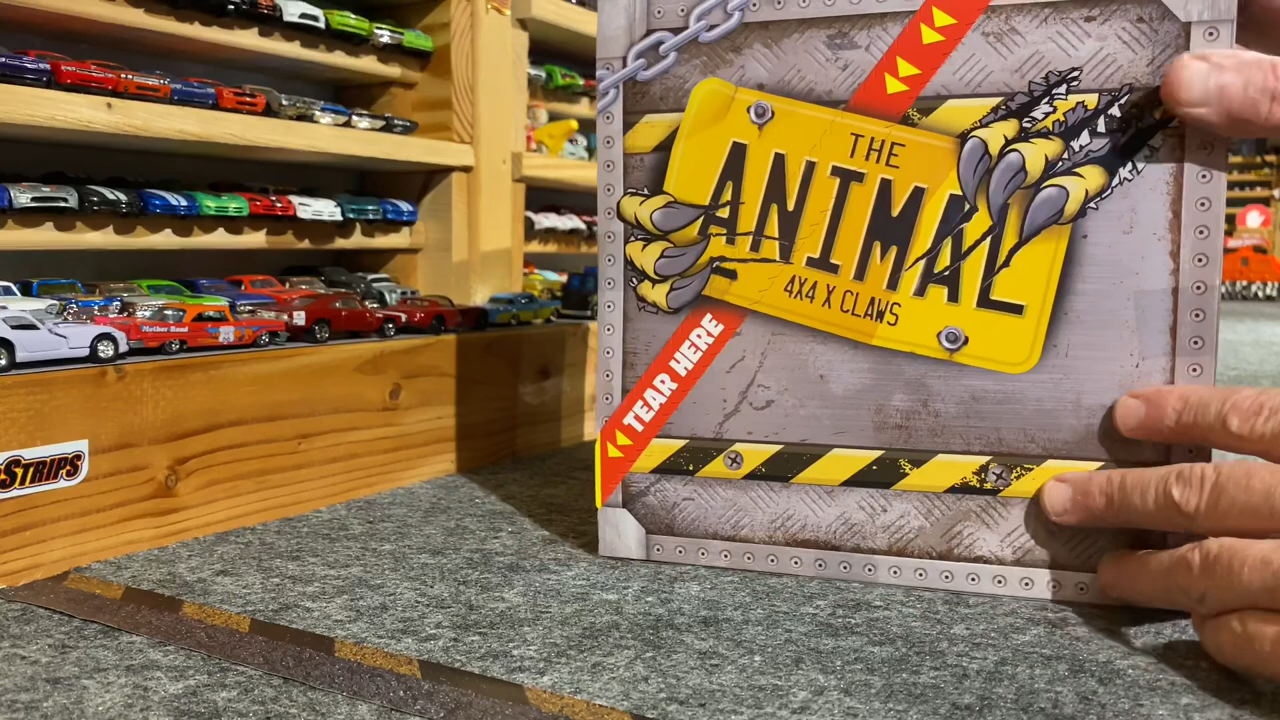 THE
ANIMAL
4X4 X CLAWS
TEAR HERE
Mother Road
STRIPS